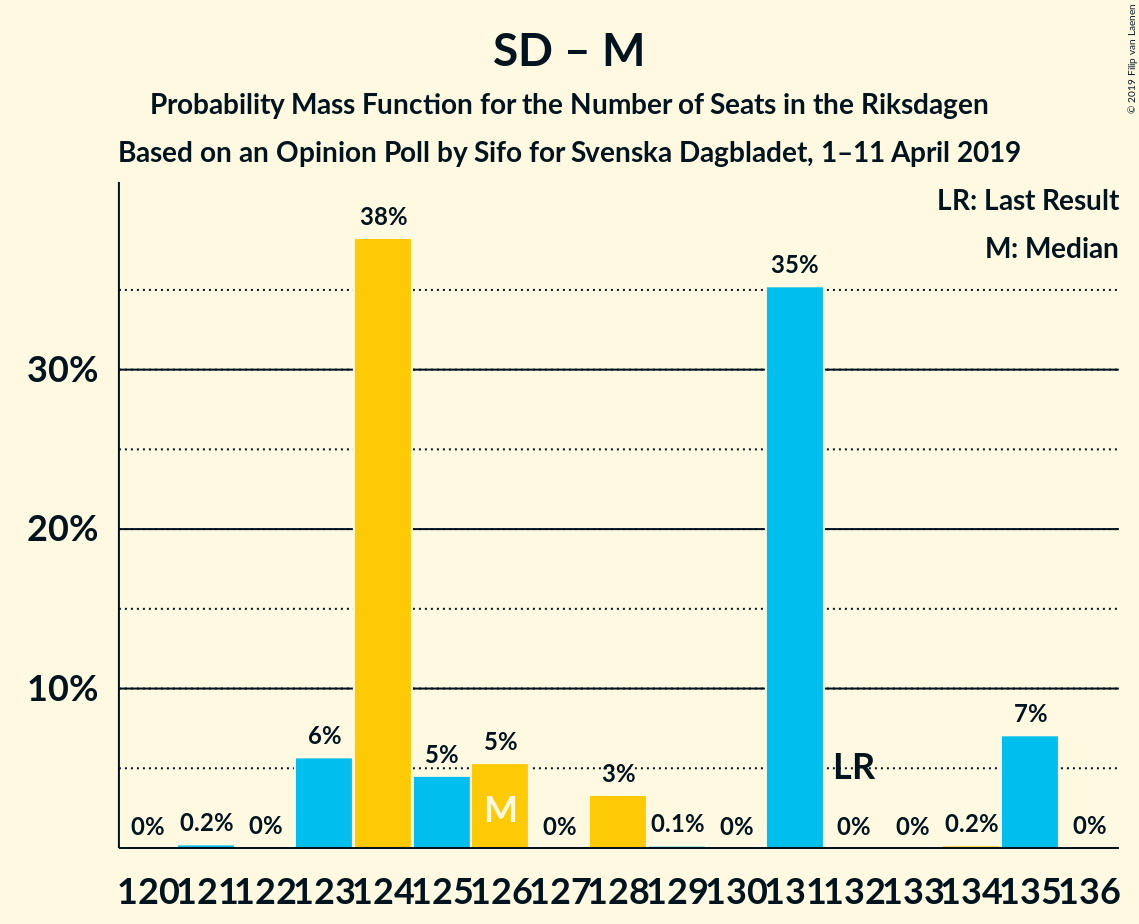 SD – M
Probability Mass Function for the Number of Seats in the Riksdagen
Based on an Opinion Poll by Sifo for Svenska Dagbladet, 1–11 April 2019
© 2019 Filip van Laenen
LR: Last Result
M: Median
30%
20%
10%
0% 0.2% 0% 6% 38% 5% 5% 0% 3% 0.1% 0% 35% 0% 0% 0.2% 7% 0%
M
LR
120 121 122 123 124 125 126 127 128 129 130 131 132 133 134 135 136